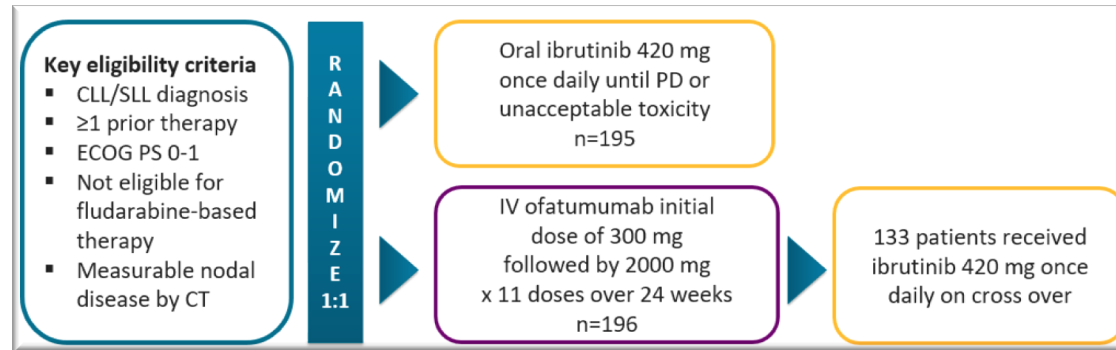 Key eligibility criteria
▪ CLL/SLL diagnosis
▪ ≥1 prior therapy
▪ ECOG PS 0-1
▪ Not eligible for
fludarabine-based
therapy
▪ Measurable nodal
disease by CT
R
A
N
D
O
M
I
Z
E
1:1
Oral ibrutinib 420 mg
once daily until PD or
unacceptable toxicity
n=195
IV ofatumumab initial
dose of 300 mg
followed by 2000 mg
x 11 doses over 24 weeks
n=196
133 patients received
ibrutinib 420 mg once
daily on cross over